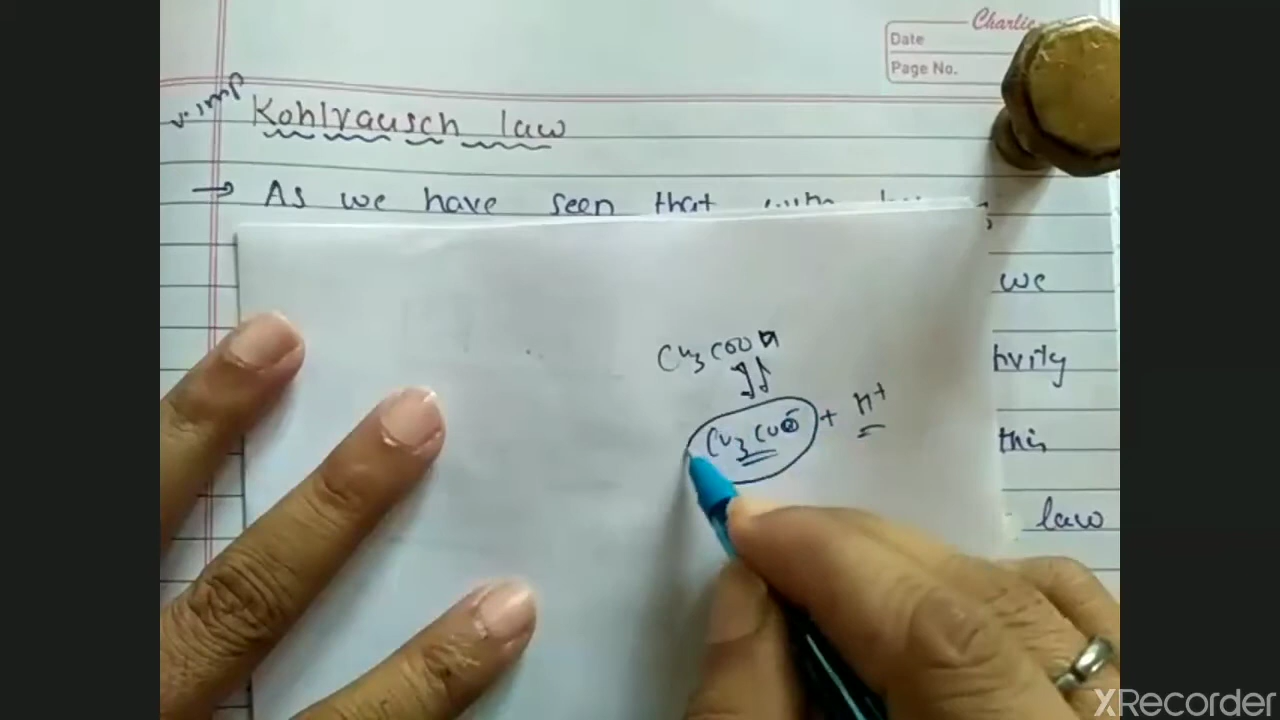 Charlie
Date
Page No.
v. imp
Kohlrausch law
→ As we have seen that with
we
CH3COOH
⇌
tivity
CH3COO- + H+
this
law
XRecorder